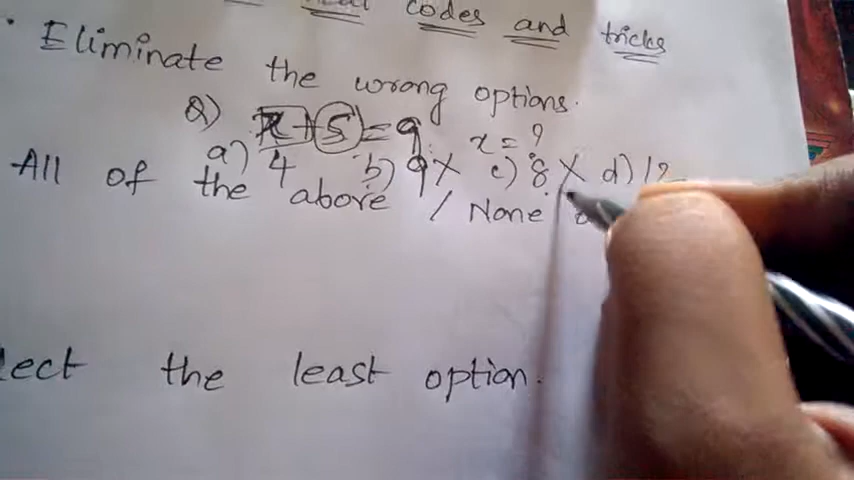 codes and tricks
• Eliminate the wrong options.
Q) x+5=9 x=?
a) 4 b) 9 X c) 8 X d) 12
All of the above / None
the least option.